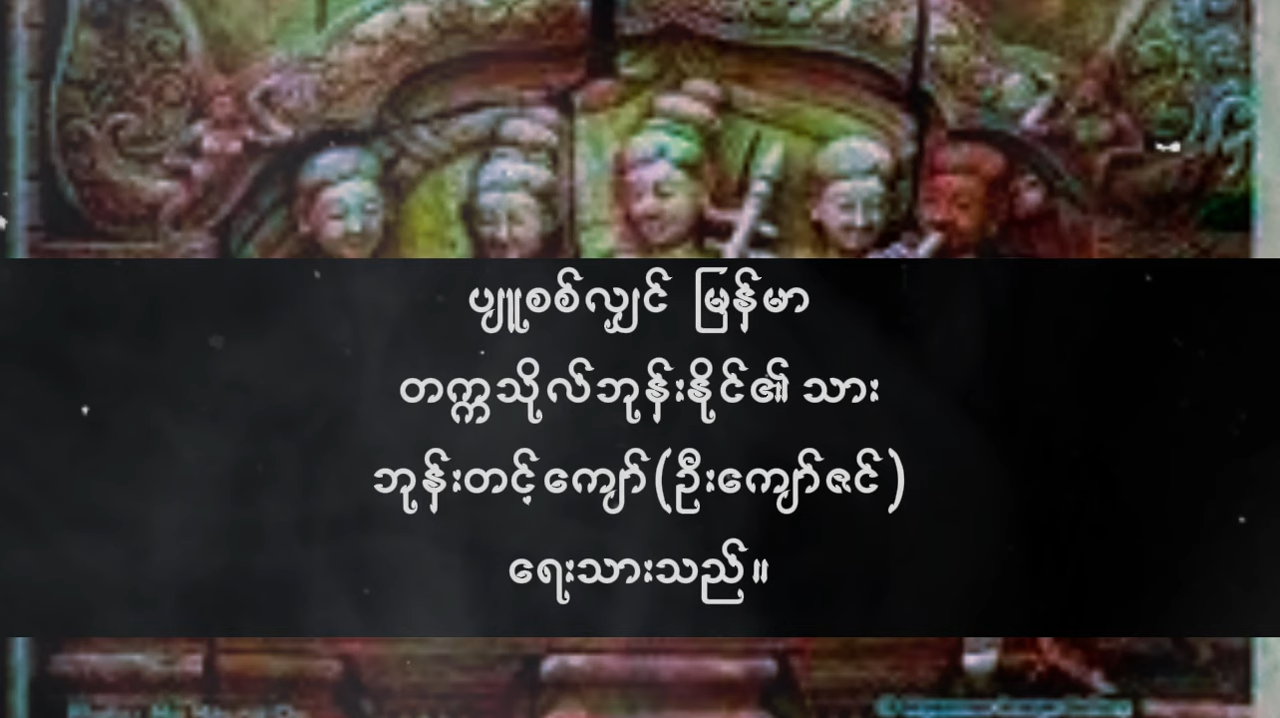 ပျူစစ်လျှင် မြန်မာ
တက္ကသိုလ်ဘုန်းနိုင်၏ သား
ဘုန်းတင့်ကျော်(ဦးကျော်ဇင်)
ရေးသားသည်။